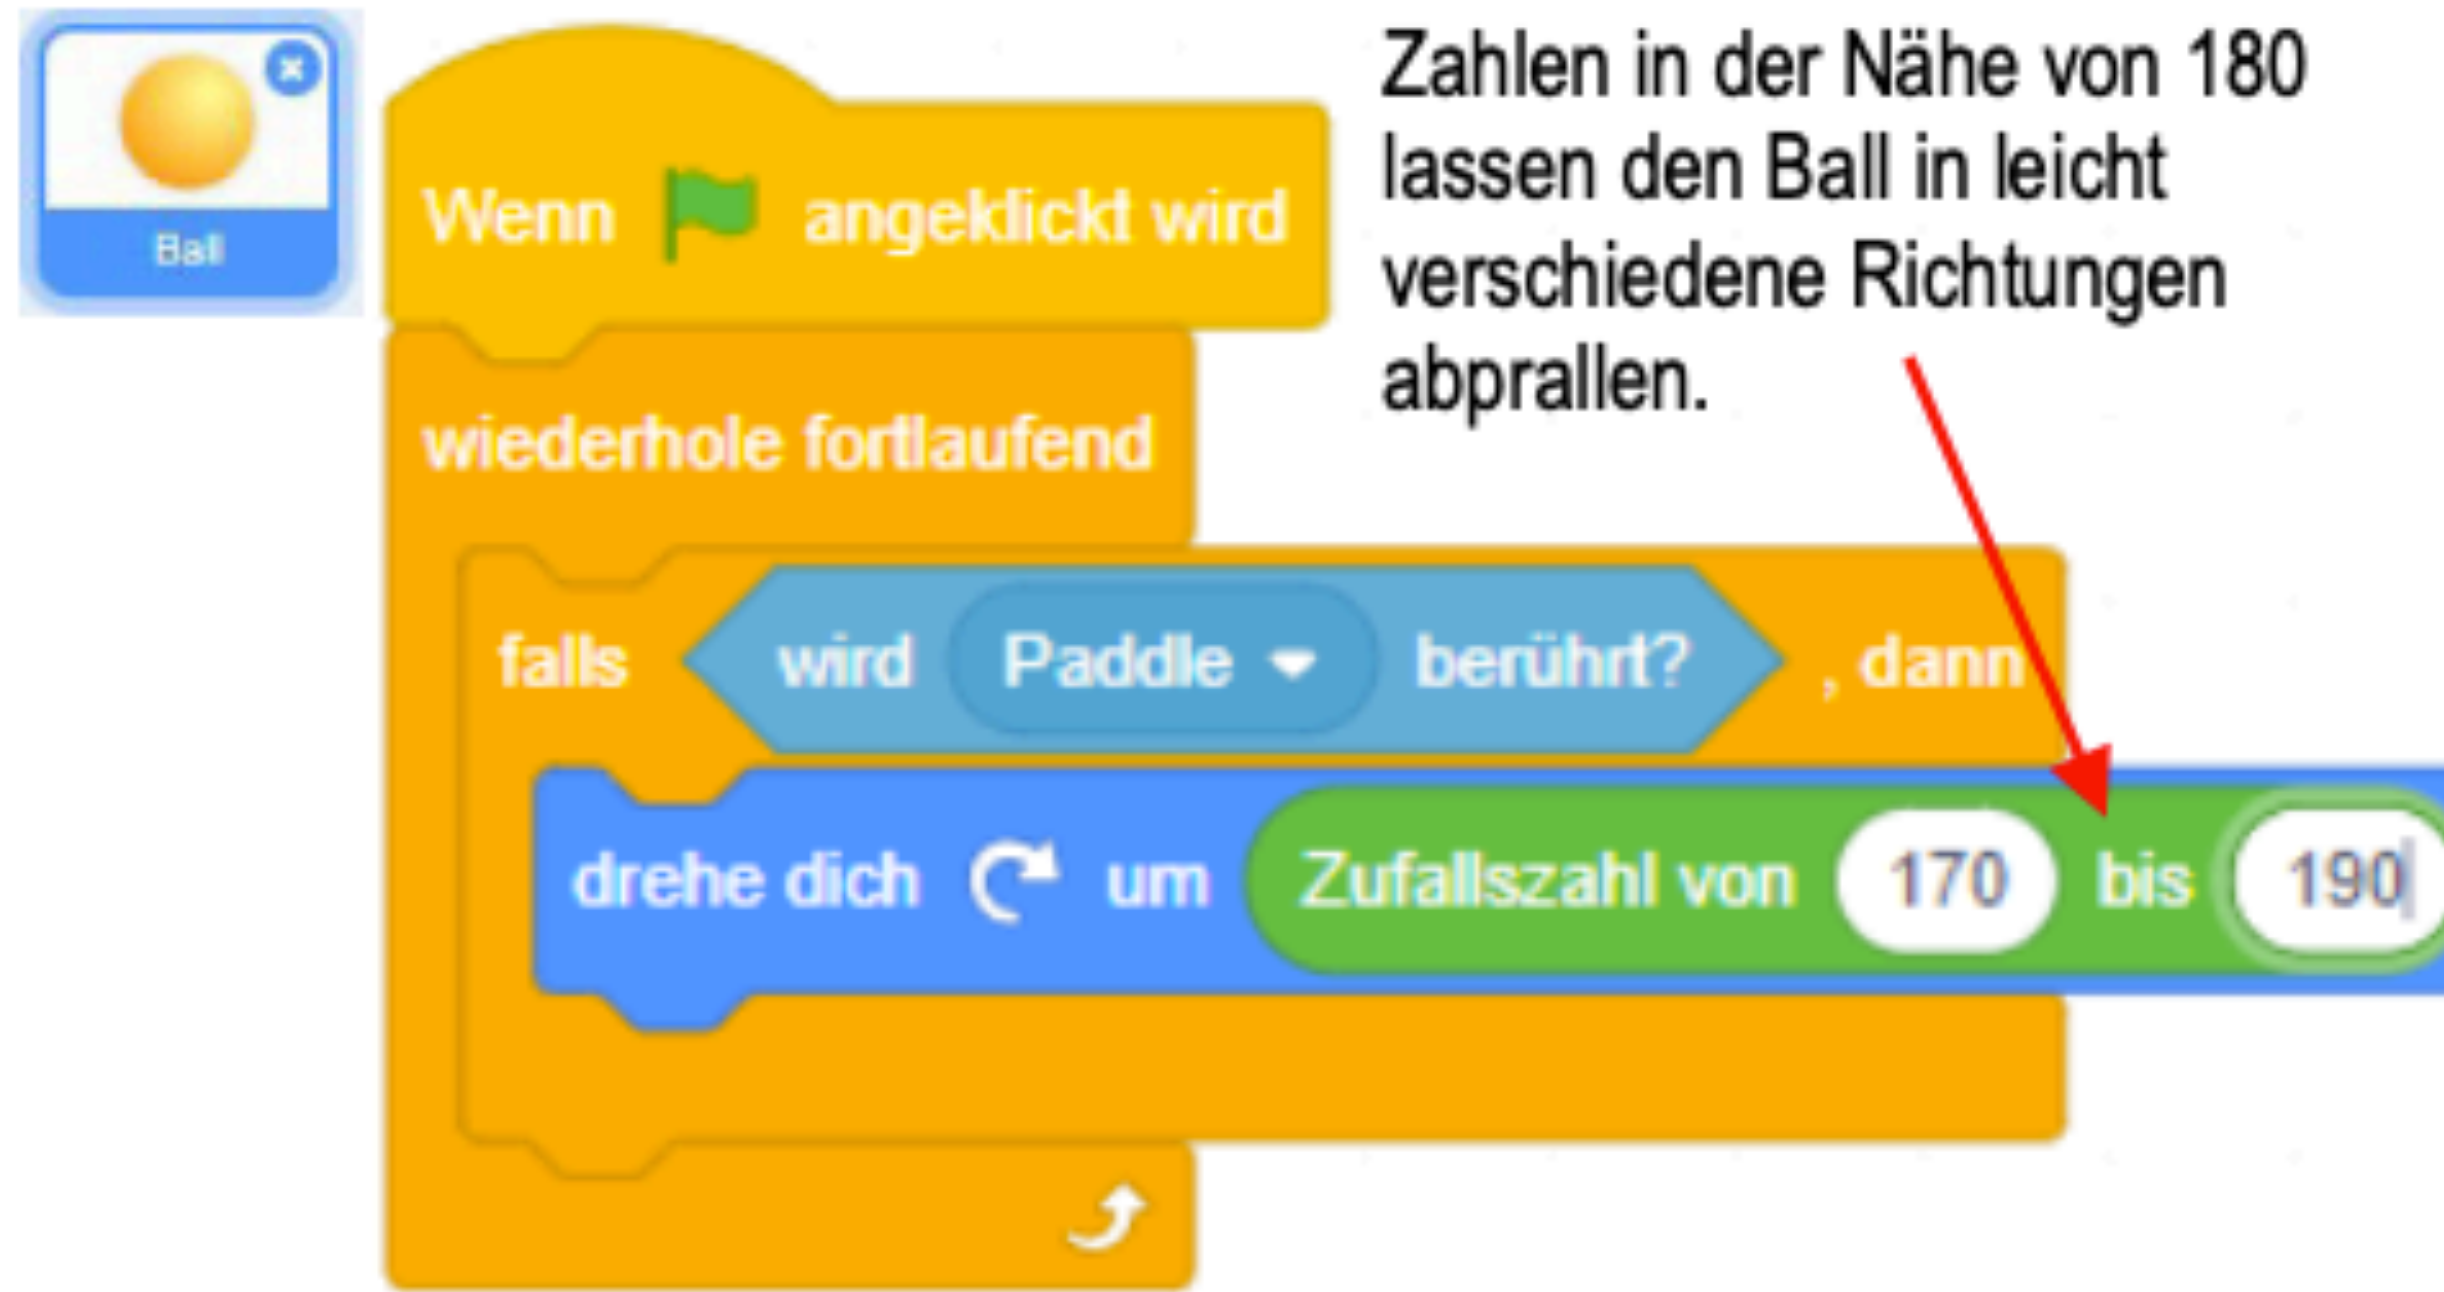 Ball
Zahlen in der Nähe von 180
lassen den Ball in leicht
verschiedene Richtungen
abprallen.
Wenn angeklickt wird
wiederhole fortlaufend
falls wird Paddle berührt? , dann
drehe dich um Zufallszahl von 170 bis 190